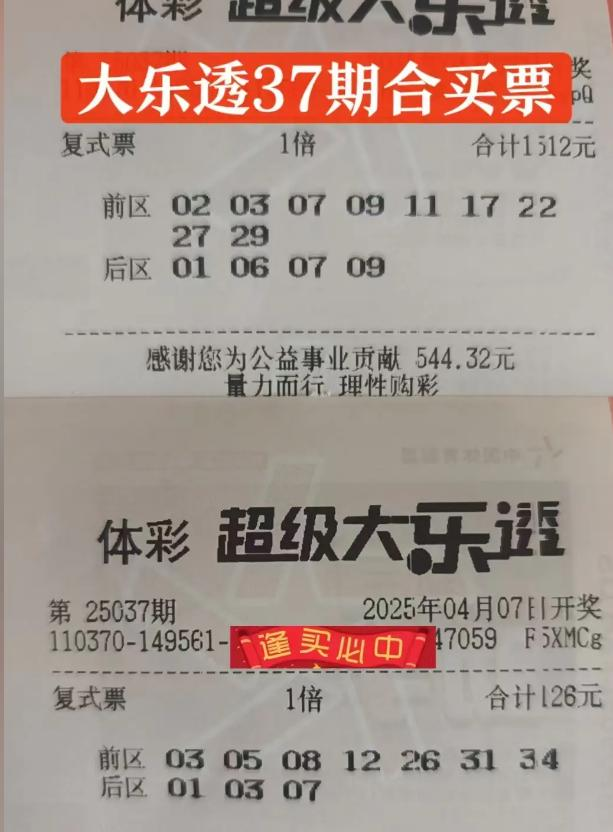 体彩 超级大乐透
大乐透37期合买票
奖
pQ
复式票 1倍 合计1512元
前区 02 03 07 09 11 17 22
27 29
后区 01 06 07 09
感谢您为公益事业贡献 544.32元
量力而行 理性购彩
体彩 超级大乐透
第 25037期 2025年04月07日开奖
110370-149561- 逢买必中 47059 F5XMCg
复式票 1倍 合计126元
前区 03 05 08 12 26 31 34
后区 01 03 07